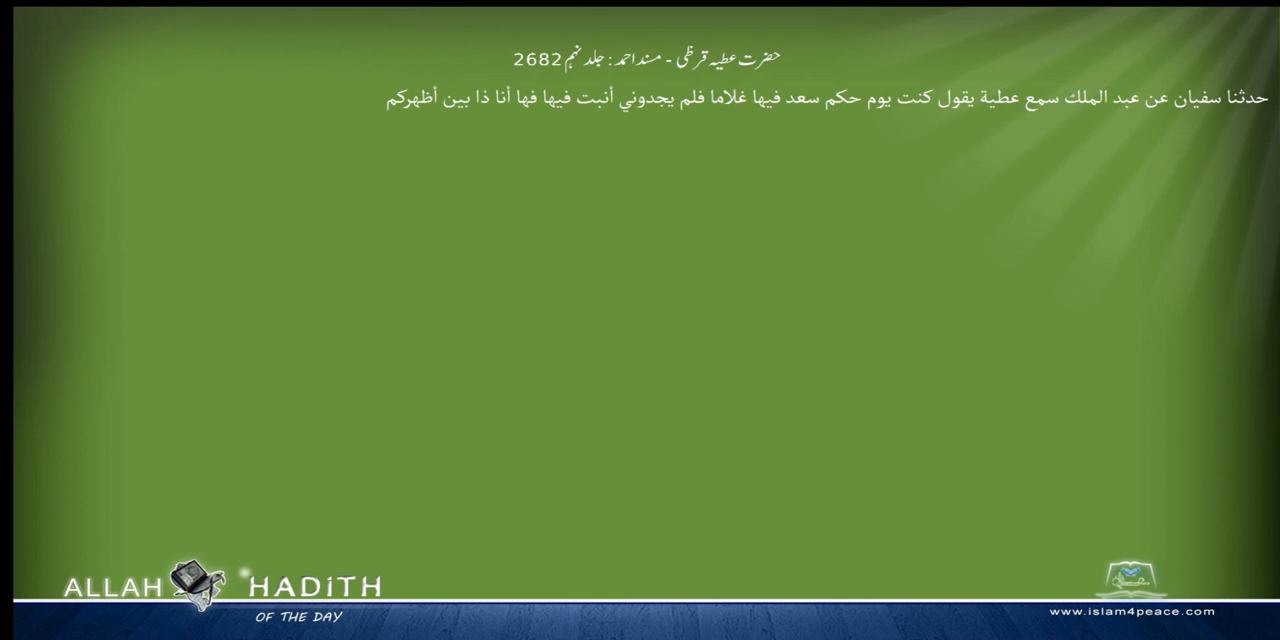 حضرت عطیہ قرظی - مسند احمد : جلد نہم 2682
حدثنا سفيان عن عبد الملك سمع عطية يقول كنت يوم حكم سعد فيها غلاما فلم يجدوني أنبت فيها فها أنا ذا بين أظهركم
ALLAH HADITH
OF THE DAY
www.islam4peace.com